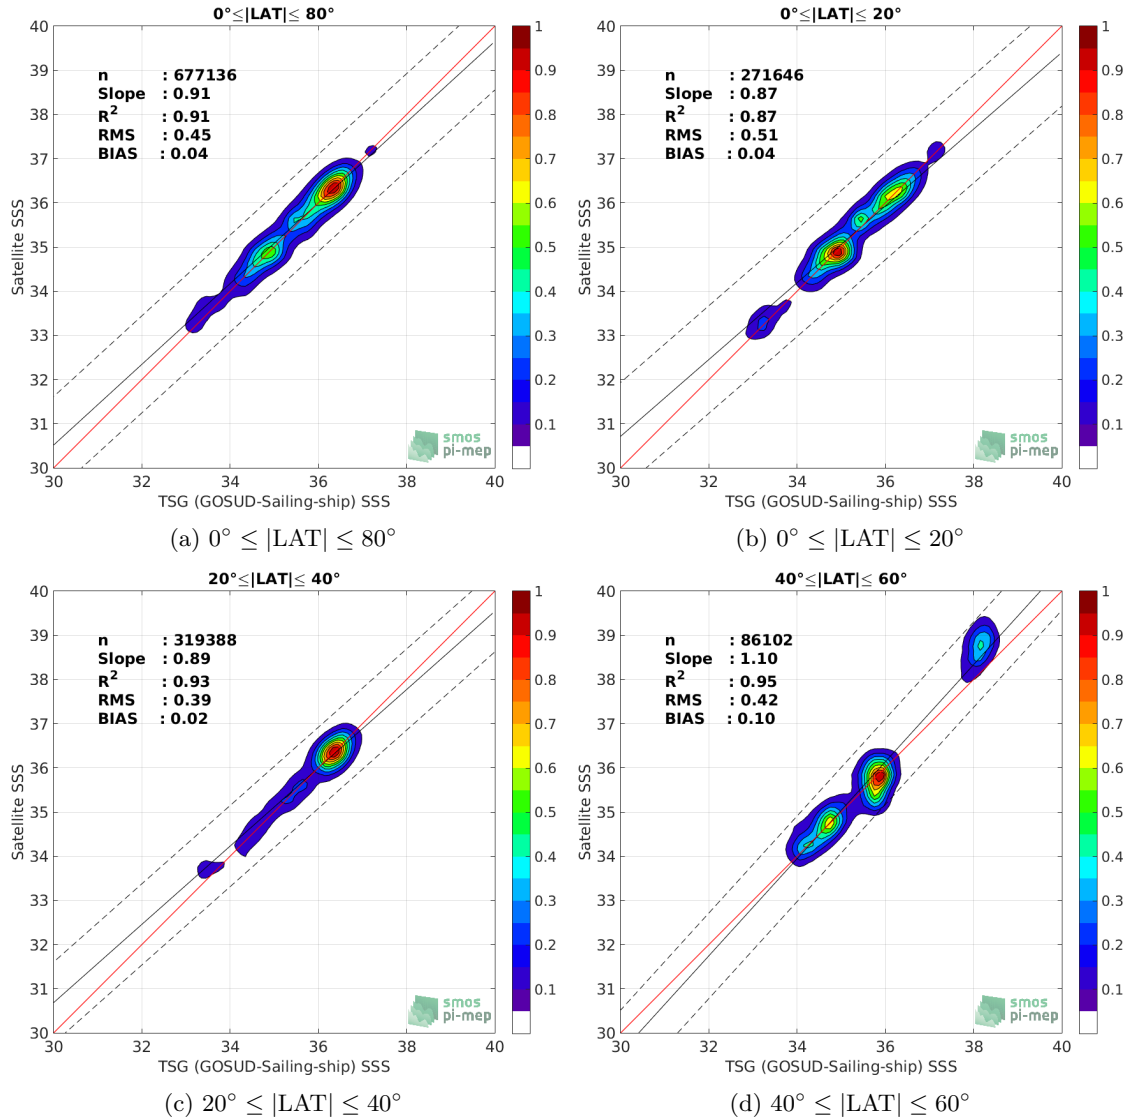 0°≤|LAT|≤ 80°
40
39
38
37
36
35
34
33
32
31
30
Satellite SSS
n : 677136
Slope : 0.91
R² : 0.91
RMS : 0.45
BIAS : 0.04
30 32 34 36 38 40
TSG (GOSUD-Sailing-ship) SSS
1
0.9
0.8
0.7
0.6
0.5
0.4
0.3
0.2
0.1
smos
pi-mep
(a) 0° ≤ |LAT| ≤ 80°
0°≤|LAT|≤ 20°
40
39
38
37
36
35
34
33
32
31
30
Satellite SSS
n : 271646
Slope : 0.87
R² : 0.87
RMS : 0.51
BIAS : 0.04
30 32 34 36 38 40
TSG (GOSUD-Sailing-ship) SSS
1
0.9
0.8
0.7
0.6
0.5
0.4
0.3
0.2
0.1
smos
pi-mep
(b) 0° ≤ |LAT| ≤ 20°
20°≤|LAT|≤ 40°
40
39
38
37
36
35
34
33
32
31
30
Satellite SSS
n : 319388
Slope : 0.89
R² : 0.93
RMS : 0.39
BIAS : 0.02
30 32 34 36 38 40
TSG (GOSUD-Sailing-ship) SSS
1
0.9
0.8
0.7
0.6
0.5
0.4
0.3
0.2
0.1
smos
pi-mep
(c) 20° ≤ |LAT| ≤ 40°
40°≤|LAT|≤ 60°
40
39
38
37
36
35
34
33
32
31
30
Satellite SSS
n : 86102
Slope : 1.10
R² : 0.95
RMS : 0.42
BIAS : 0.10
30 32 34 36 38 40
TSG (GOSUD-Sailing-ship) SSS
1
0.9
0.8
0.7
0.6
0.5
0.4
0.3
0.2
0.1
smos
pi-mep
(d) 40° ≤ |LAT| ≤ 60°